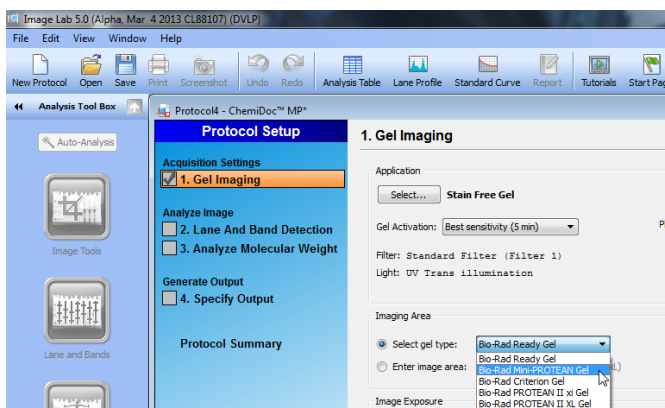 Image Lab 5.0 (Alpha, Mar 4 2013 CL88107) (DVLP)
File Edit View Window Help
New Protocol Open Save Print Screenshot Undo Redo Analysis Table Lane Profile Standard Curve Report Tutorials Start Pag
Analysis Tool Box
Protocol4 - ChemiDoc™ MP*
Auto-Analysis
Image Tools
Lane and Bands
Protocol Setup
Acquisition Settings
1. Gel Imaging
Analyze Image
2. Lane And Band Detection
3. Analyze Molecular Weight
Generate Output
4. Specify Output
Protocol Summary
1. Gel Imaging
Application
Select... Stain Free Gel
Gel Activation: Best sensitivity (5 min)
Filter: Standard Filter (Filter 1)
Light: UV Trans illumination
Imaging Area
Select gel type: Bio-Rad Ready Gel
Enter image area:
Bio-Rad Ready Gel
Bio-Rad Mini-PROTEAN Gel
Bio-Rad Criterion Gel
Bio-Rad PROTEAN II xi Gel
Bio-Rad PROTEAN II XL Gel
Image Exposure